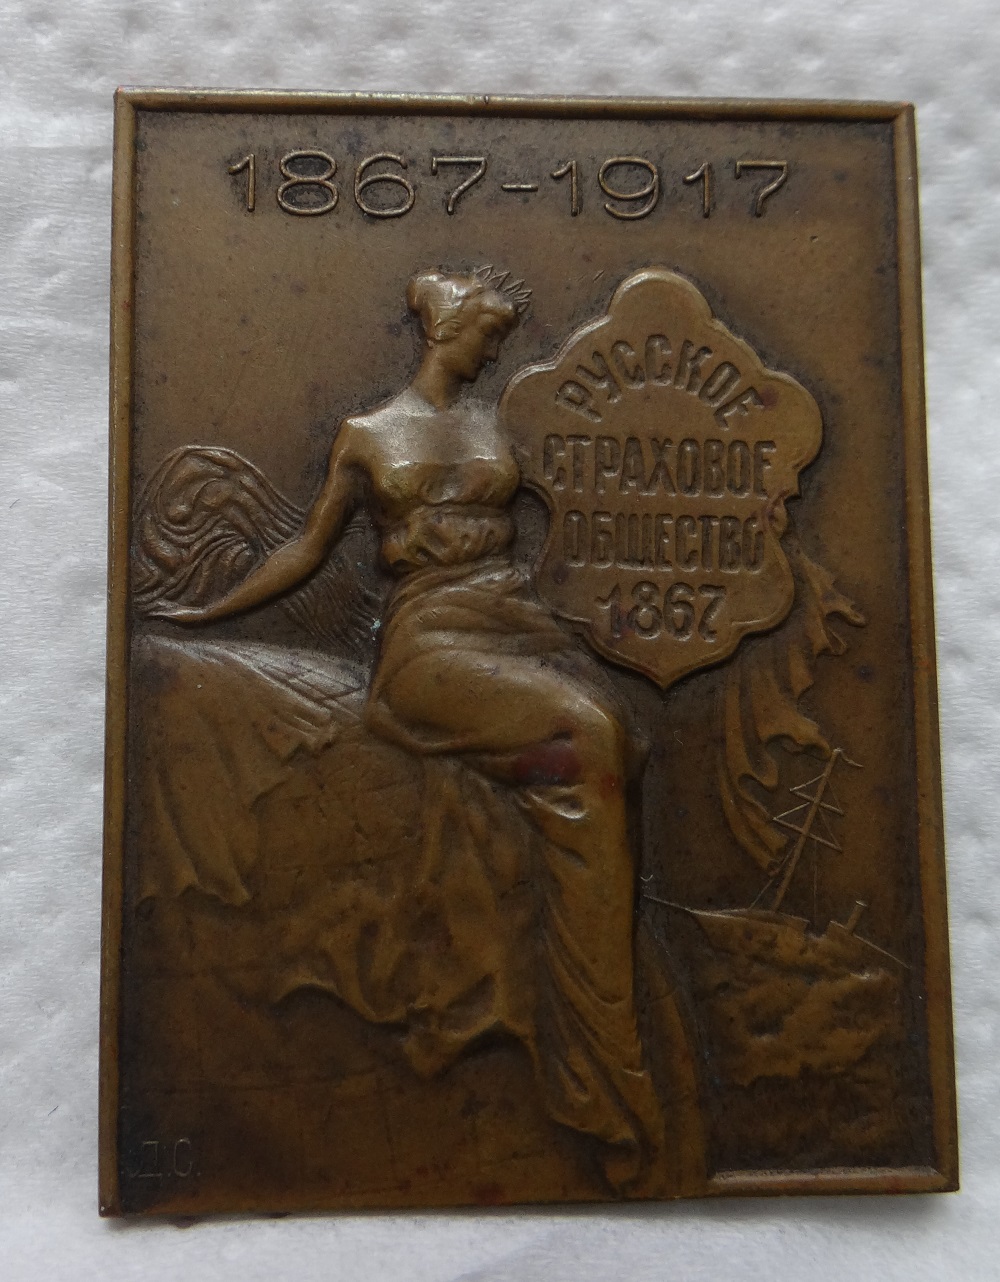 1867-1917
РУССКОЕ
СТРАХОВОЕ
ОБЩЕСТВО
1867
Д.С.